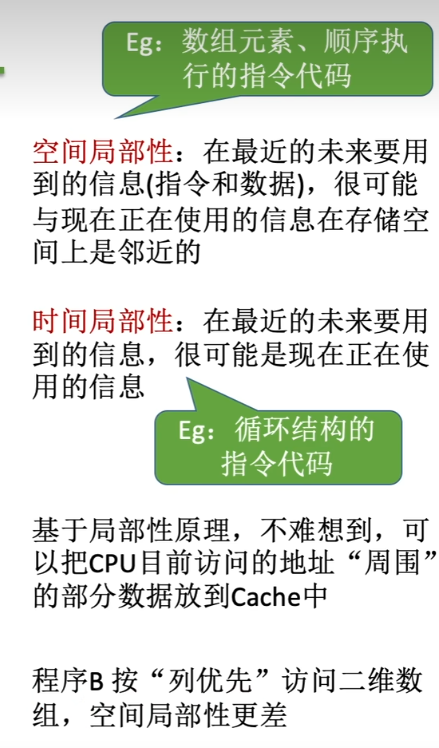 Eg：数组元素、顺序执
行的指令代码
空间局部性：在最近的未来要用
到的信息(指令和数据)，很可能
与现在正在使用的信息在存储空
间上是邻近的
时间局部性：在最近的未来要用
到的信息，很可能是现在正在使
用的信息
Eg：循环结构的
指令代码
基于局部性原理，不难想到，可
以把CPU目前访问的地址“周围”
的部分数据放到Cache中
程序B 按“列优先”访问二维数
组，空间局部性更差